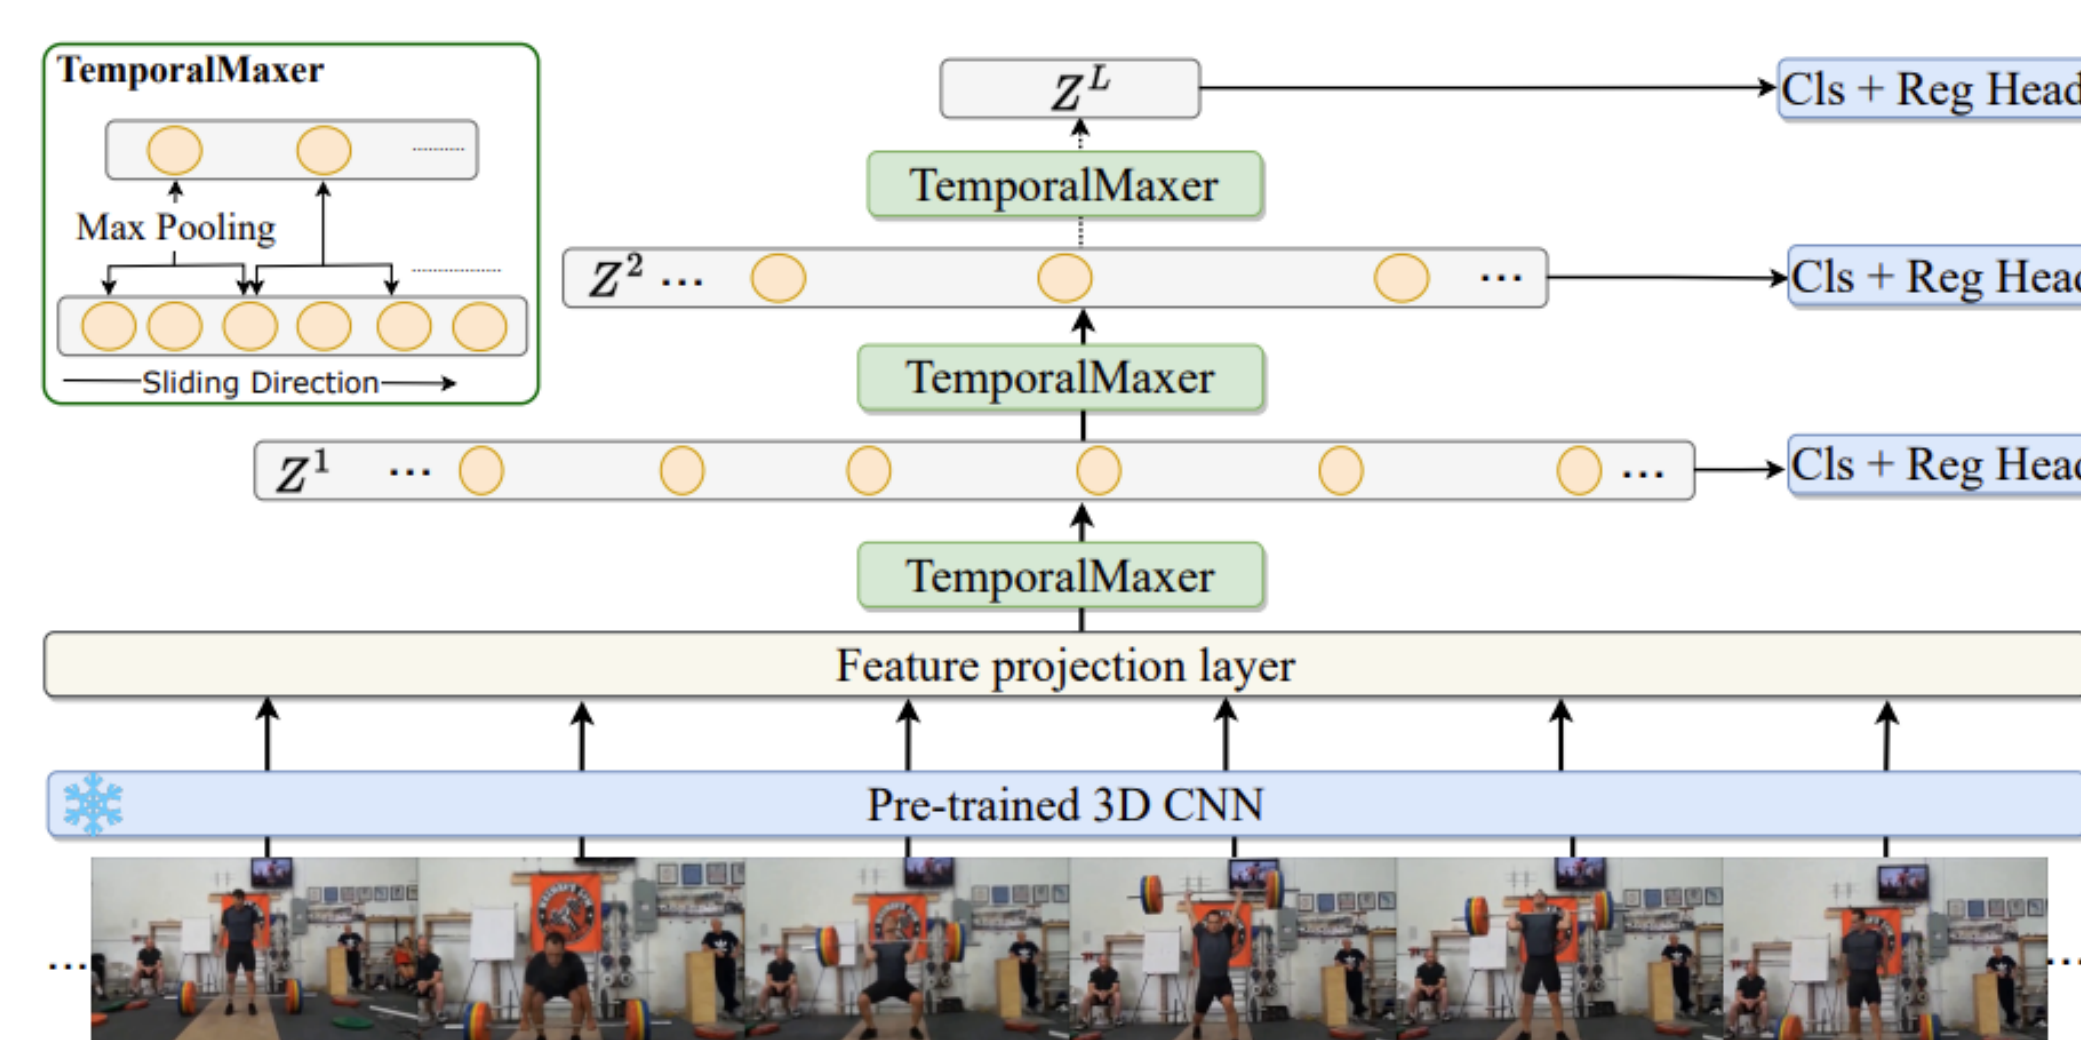 TemporalMaxer
Max Pooling
Sliding Direction
Z^L
Cls + Reg Head
TemporalMaxer
Z^2 ...
...
Cls + Reg Head
TemporalMaxer
Z^1 ...
...
Cls + Reg Head
TemporalMaxer
Feature projection layer
Pre-trained 3D CNN
...
...